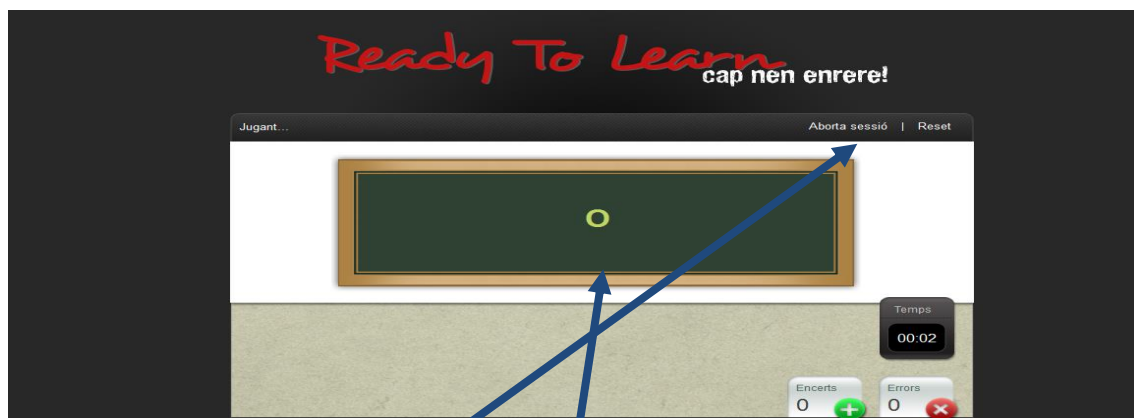 Ready To Learn
cap nen enrere!
Jugant...
Aborta sessió | Reset
o
Temps
00:02
Encerts
0
Errors
0